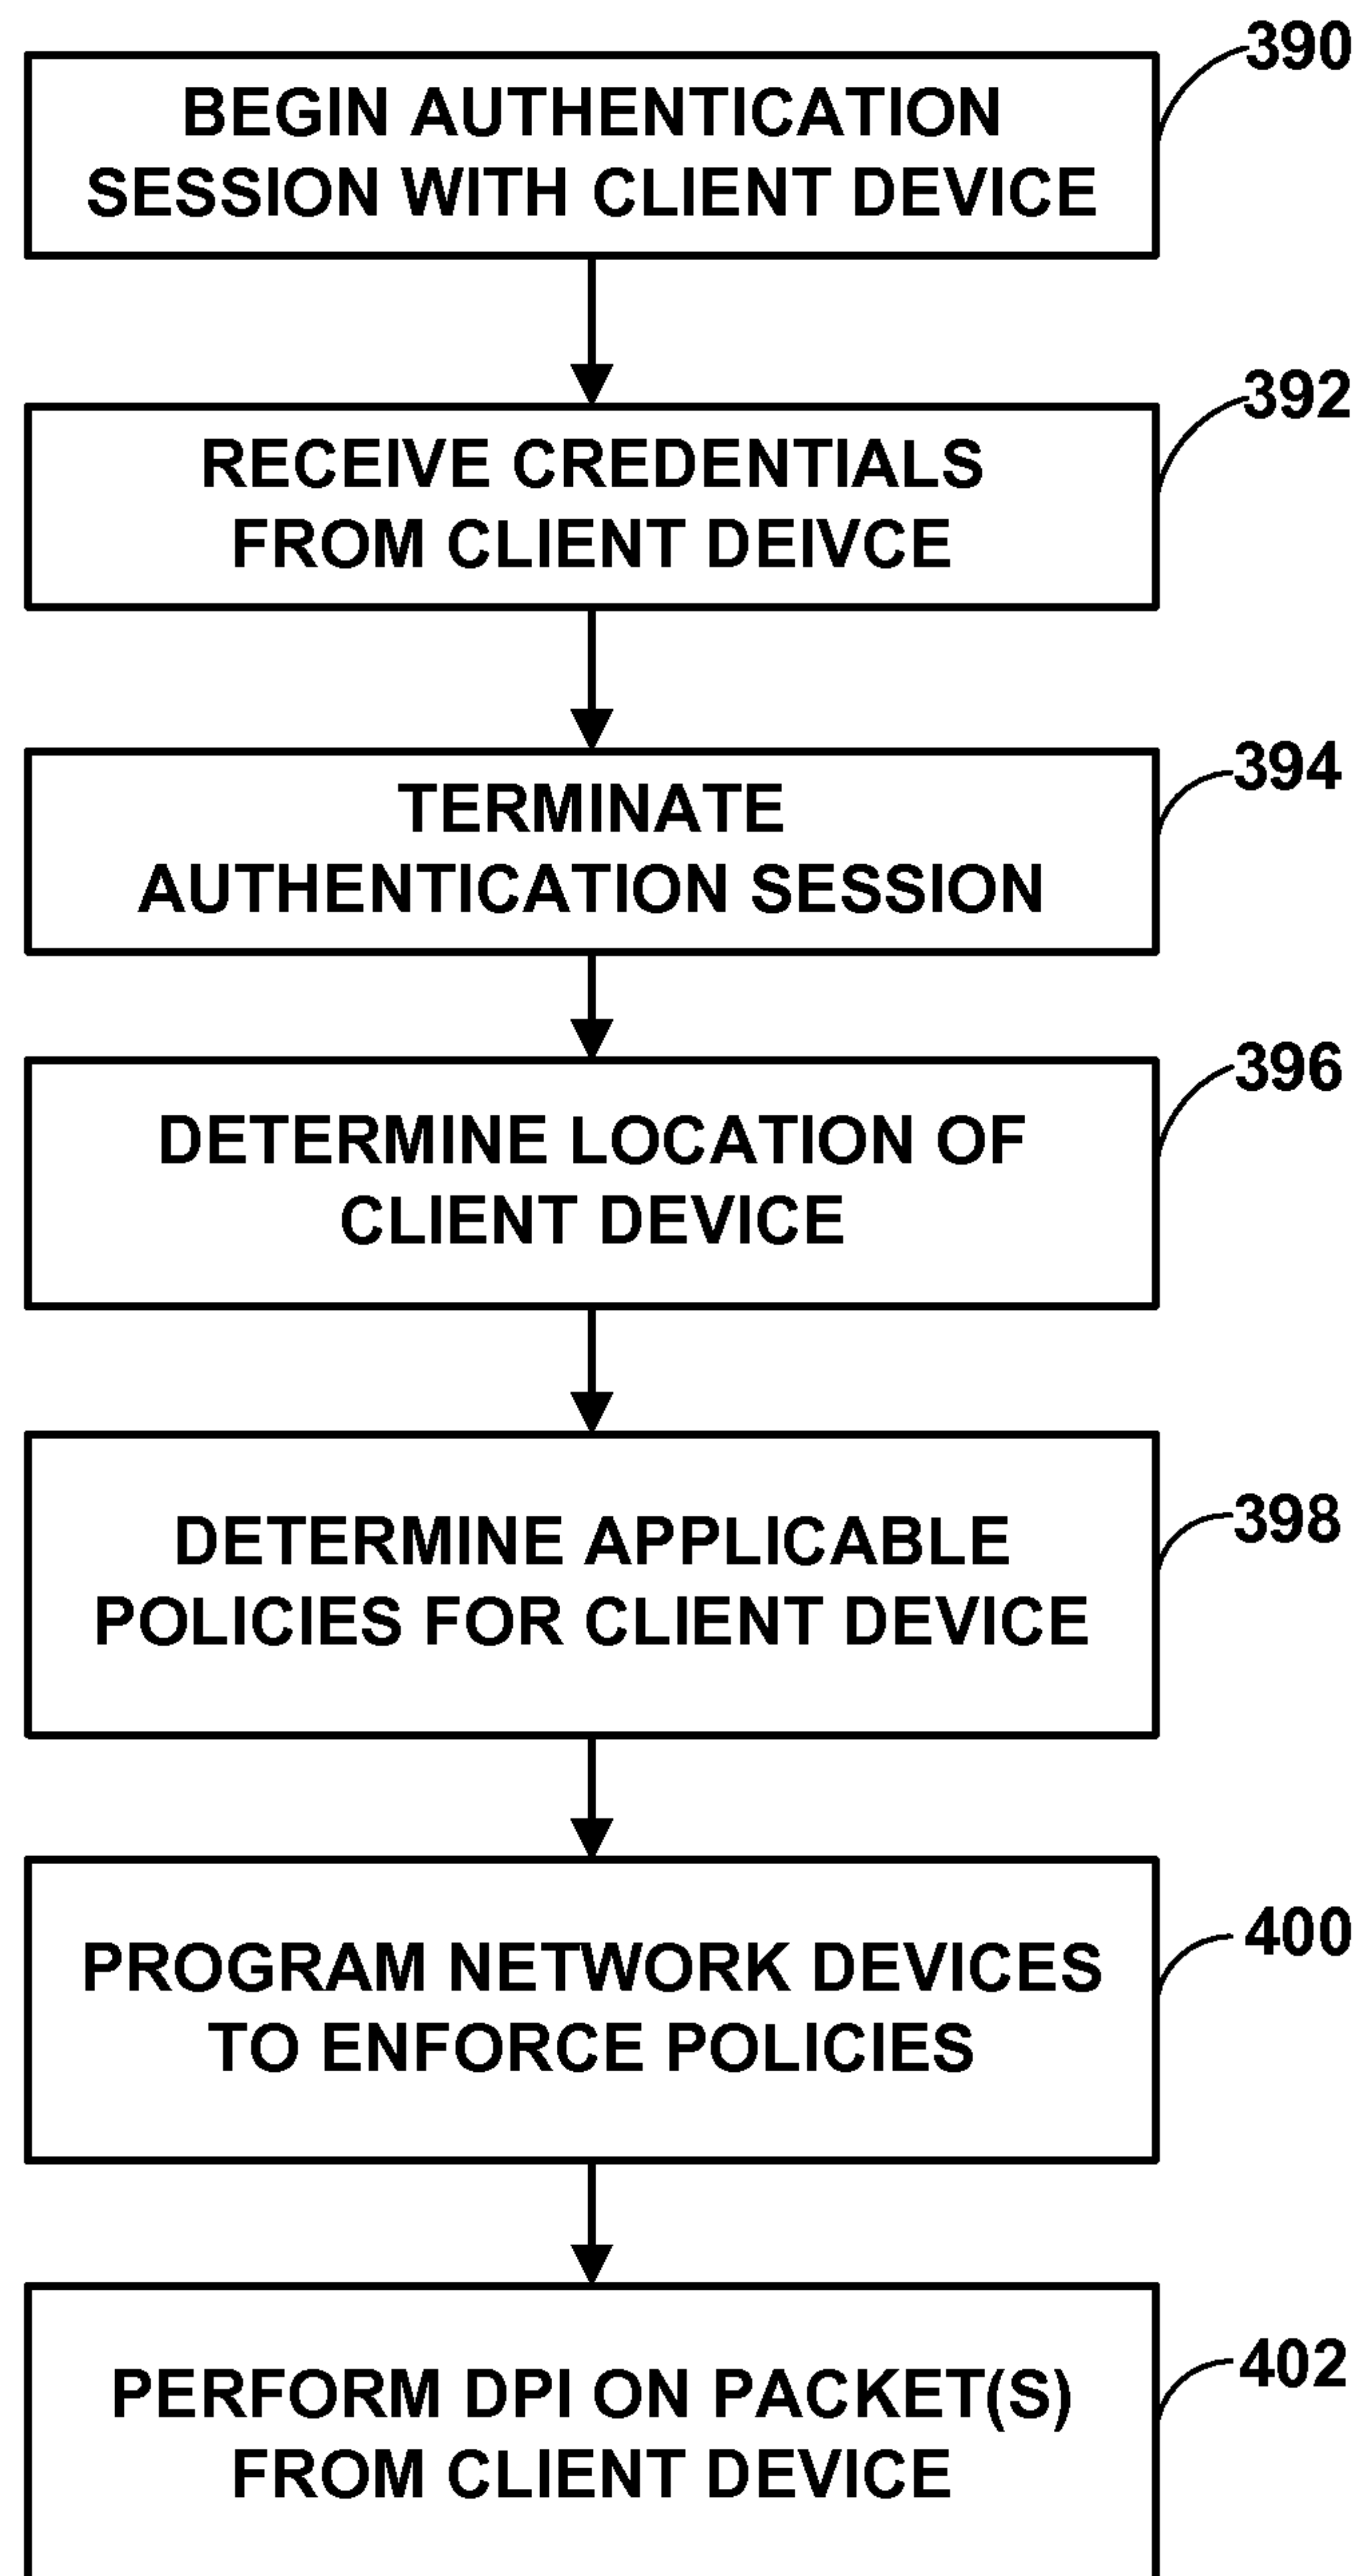 390
BEGIN AUTHENTICATION
SESSION WITH CLIENT DEVICE
392
RECEIVE CREDENTIALS
FROM CLIENT DEIVCE
394
TERMINATE
AUTHENTICATION SESSION
396
DETERMINE LOCATION OF
CLIENT DEVICE
398
DETERMINE APPLICABLE
POLICIES FOR CLIENT DEVICE
400
PROGRAM NETWORK DEVICES
TO ENFORCE POLICIES
402
PERFORM DPI ON PACKET(S)
FROM CLIENT DEVICE